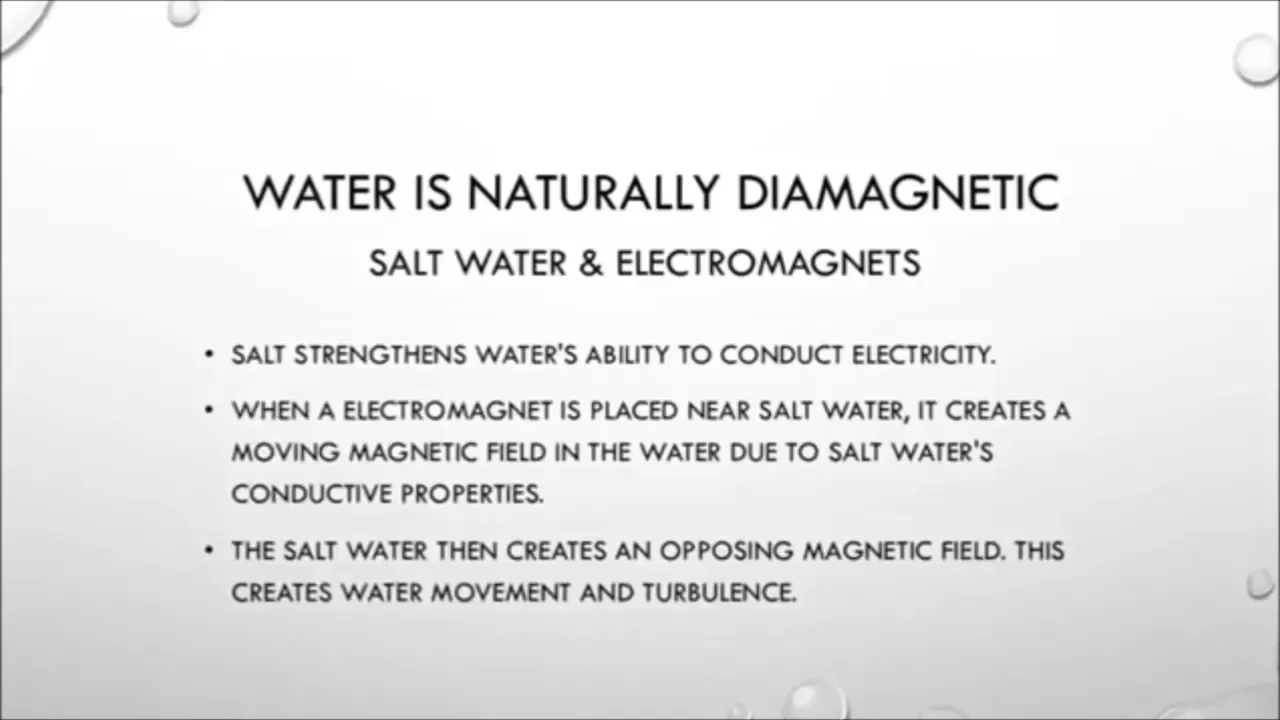 WATER IS NATURALLY DIAMAGNETIC
SALT WATER & ELECTROMAGNETS
• SALT STRENGTHENS WATER'S ABILITY TO CONDUCT ELECTRICITY.
• WHEN A ELECTROMAGNET IS PLACED NEAR SALT WATER, IT CREATES A
MOVING MAGNETIC FIELD IN THE WATER DUE TO SALT WATER'S
CONDUCTIVE PROPERTIES.
• THE SALT WATER THEN CREATES AN OPPOSING MAGNETIC FIELD. THIS
CREATES WATER MOVEMENT AND TURBULENCE.